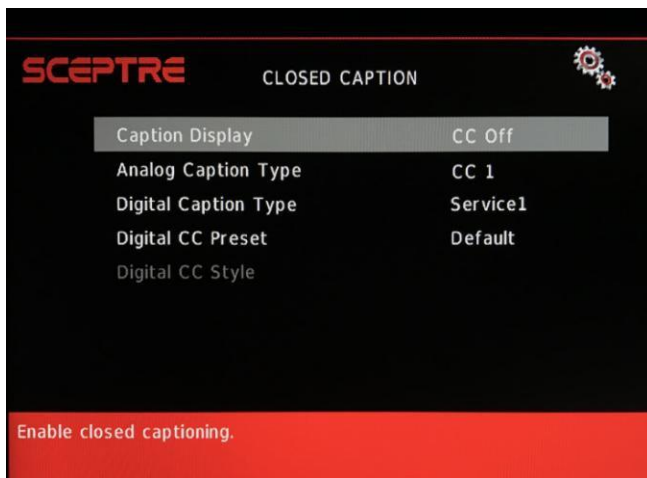 SCEPTRE
CLOSED CAPTION
Caption Display CC Off
Analog Caption Type CC 1
Digital Caption Type Service1
Digital CC Preset Default
Digital CC Style
Enable closed captioning.